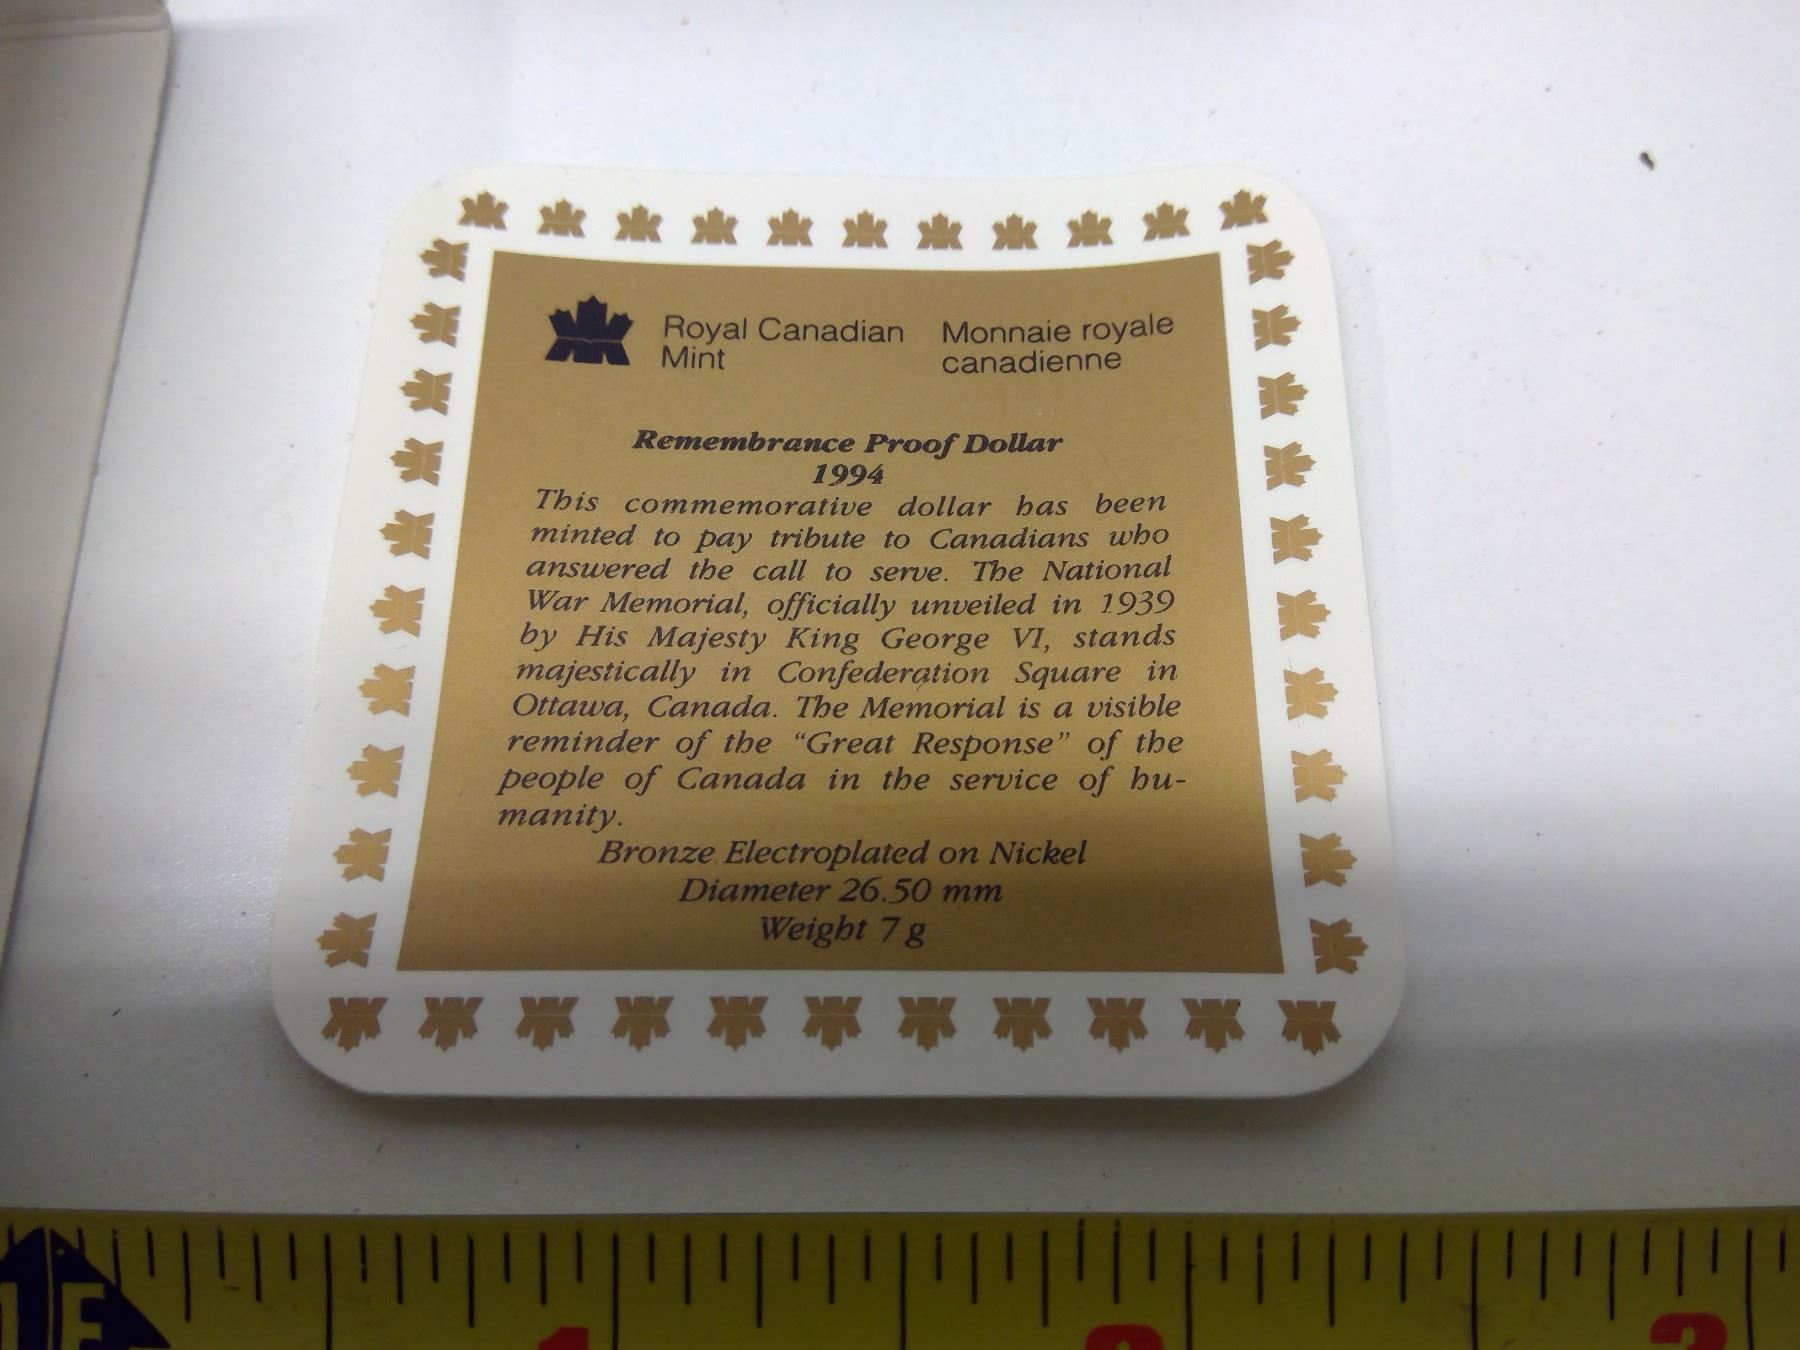 Royal Canadian Mint
Monnaie royale canadienne
Remembrance Proof Dollar
1994
This commemorative dollar has been
minted to pay tribute to Canadians who
answered the call to serve. The National
War Memorial, officially unveiled in 1939
by His Majesty King George VI, stands
majestically in Confederation Square in
Ottawa, Canada. The Memorial is a visible
reminder of the “Great Response” of the
people of Canada in the service of hu-
manity.
Bronze Electroplated on Nickel
Diameter 26.50 mm
Weight 7 g
1 2 3